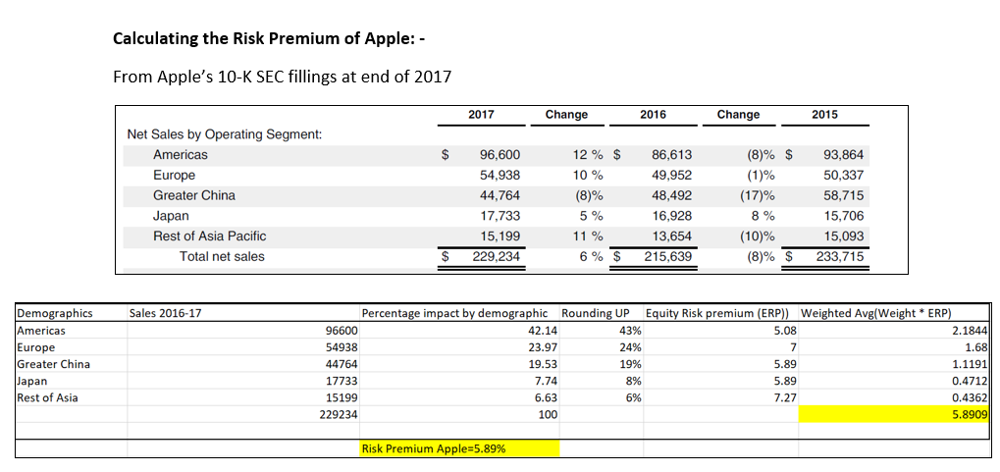 Calculating the Risk Premium of Apple: -
From Apple's 10-K SEC fillings at end of 2017
2017 Change 2016 Change 2015
Net Sales by Operating Segment:
Americas $ 96,600 12 % $ 86,613 (8)% $ 93,864
Europe 54,938 10 % 49,952 (1)% 50,337
Greater China 44,764 (8)% 48,492 (17)% 58,715
Japan 17,733 5 % 16,928 8 % 15,706
Rest of Asia Pacific 15,199 11 % 13,654 (10)% 15,093
Total net sales $ 229,234 6 % $ 215,639 (8)% $ 233,715
Demographics Sales 2016-17 Percentage impact by demographic Rounding UP Equity Risk premium (ERP)) Weighted Avg(Weight * ERP)
Americas 96600 42.14 43% 5.08 2.1844
Europe 54938 23.97 24% 7 1.68
Greater China 44764 19.53 19% 5.89 1.1191
Japan 17733 7.74 8% 5.89 0.4712
Rest of Asia 15199 6.63 6% 7.27 0.4362
229234 100 5.8909
Risk Premium Apple=5.89%